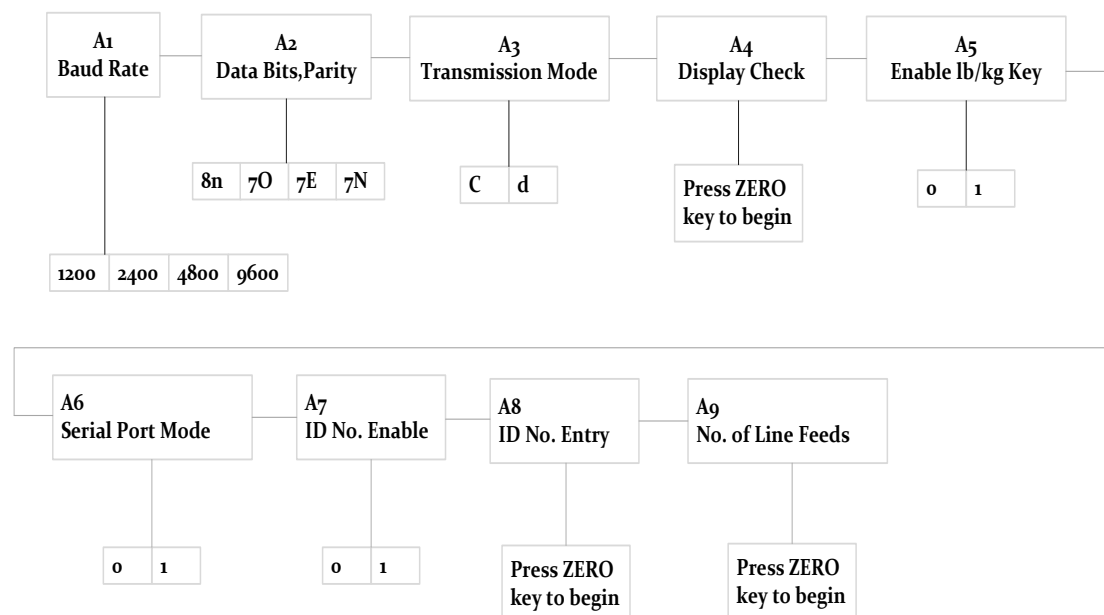 A1
Baud Rate
A2
Data Bits,Parity
A3
Transmission Mode
A4
Display Check
A5
Enable lb/kg Key
8n 7O 7E 7N
C d
Press ZERO
key to begin
0 1
1200 2400 4800 9600
A6
Serial Port Mode
A7
ID No. Enable
A8
ID No. Entry
A9
No. of Line Feeds
0 1
0 1
Press ZERO
key to begin
Press ZERO
key to begin